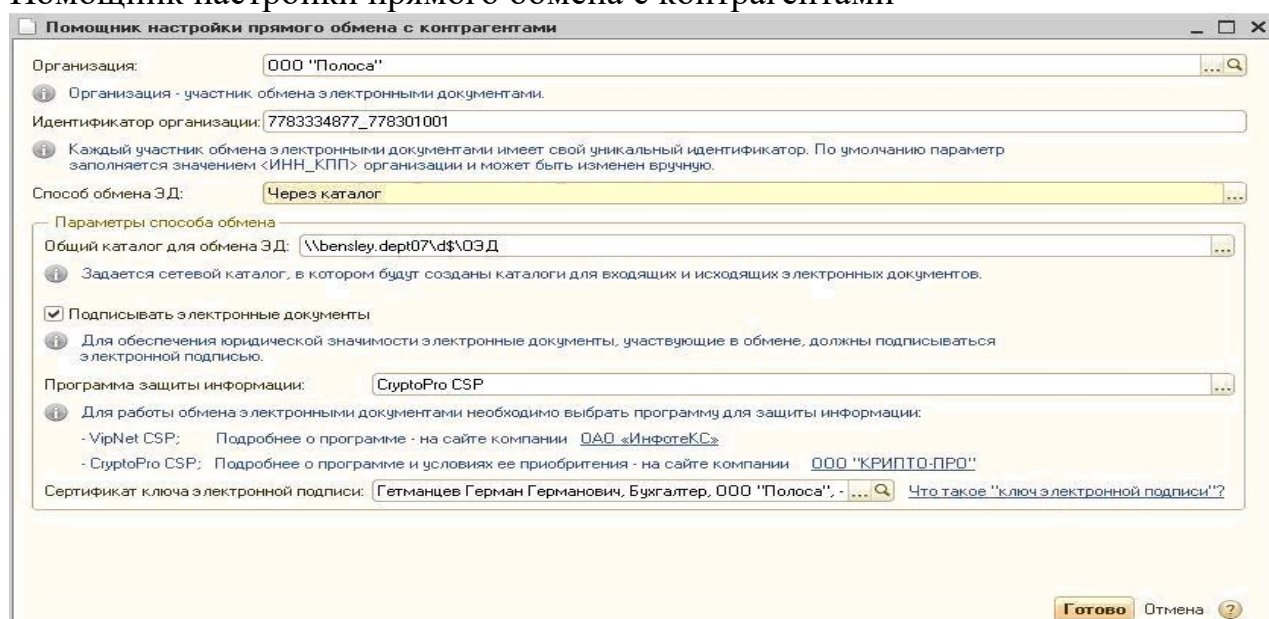 Помощник настройки прямого обмена с контрагентами
Помощник настройки прямого обмена с контрагентами
Организация: ООО "Полоса" ...
Организация - участник обмена электронными документами.
Идентификатор организации: 7783334877_778301001
Каждый участник обмена электронными документами имеет свой уникальный идентификатор. По умолчанию параметр
заполняется значением <ИНН_КПП> организации и может быть изменен вручную.
Способ обмена ЭД: Через каталог ...
Параметры способа обмена
Общий каталог для обмена ЭД: \\bensley.dept07\d$\ОЭД ...
Задается сетевой каталог, в котором будут созданы каталоги для входящих и исходящих электронных документов.
Подписывать электронные документы
Для обеспечения юридической значимости электронные документы, участвующие в обмене, должны подписываться
электронной подписью.
Программа защиты информации: CryptoPro CSP ...
Для работы обмена электронными документами необходимо выбрать программу для защиты информации:
- VipNet CSP; Подробнее о программе - на сайте компании ОАО «ИнфотеКС»
- CryptoPro CSP; Подробнее о программе и условиях ее приобритения - на сайте компании ООО "КРИПТО-ПРО"
Сертификат ключа электронной подписи: Гетманцев Герман Германович, Бухгалтер, ООО "Полоса", - ... Что такое "ключ электронной подписи"?
Готово Отмена ?